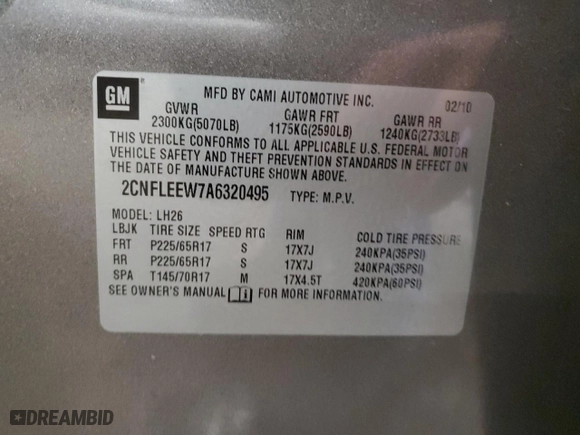 GM ®
MFD BY CAMI AUTOMOTIVE INC. 02/10
GVWR GAWR FRT GAWR RR
2300KG(5070LB) 1175KG(2590LB) 1240KG(2733LB)
THIS VEHICLE CONFORMS TO ALL APPLICABLE U.S. FEDERAL MOTOR
VEHICLE SAFETY AND THEFT PREVENTION STANDARDS IN EFFECT ON
THE DATE OF MANUFACTURE SHOWN ABOVE.
2CNFLEEW7A6320495 TYPE: M.P.V.
MODEL: LH26
LBJK TIRE SIZE SPEED RTG RIM COLD TIRE PRESSURE
FRT P225/65R17 S 17X7J 240KPA(35PSI)
RR P225/65R17 S 17X7J 240KPA(35PSI)
SPA T145/70R17 M 17X4.5T 420KPA(60PSI)
SEE OWNER'S MANUAL FOR MORE INFORMATION.
DREAMBID